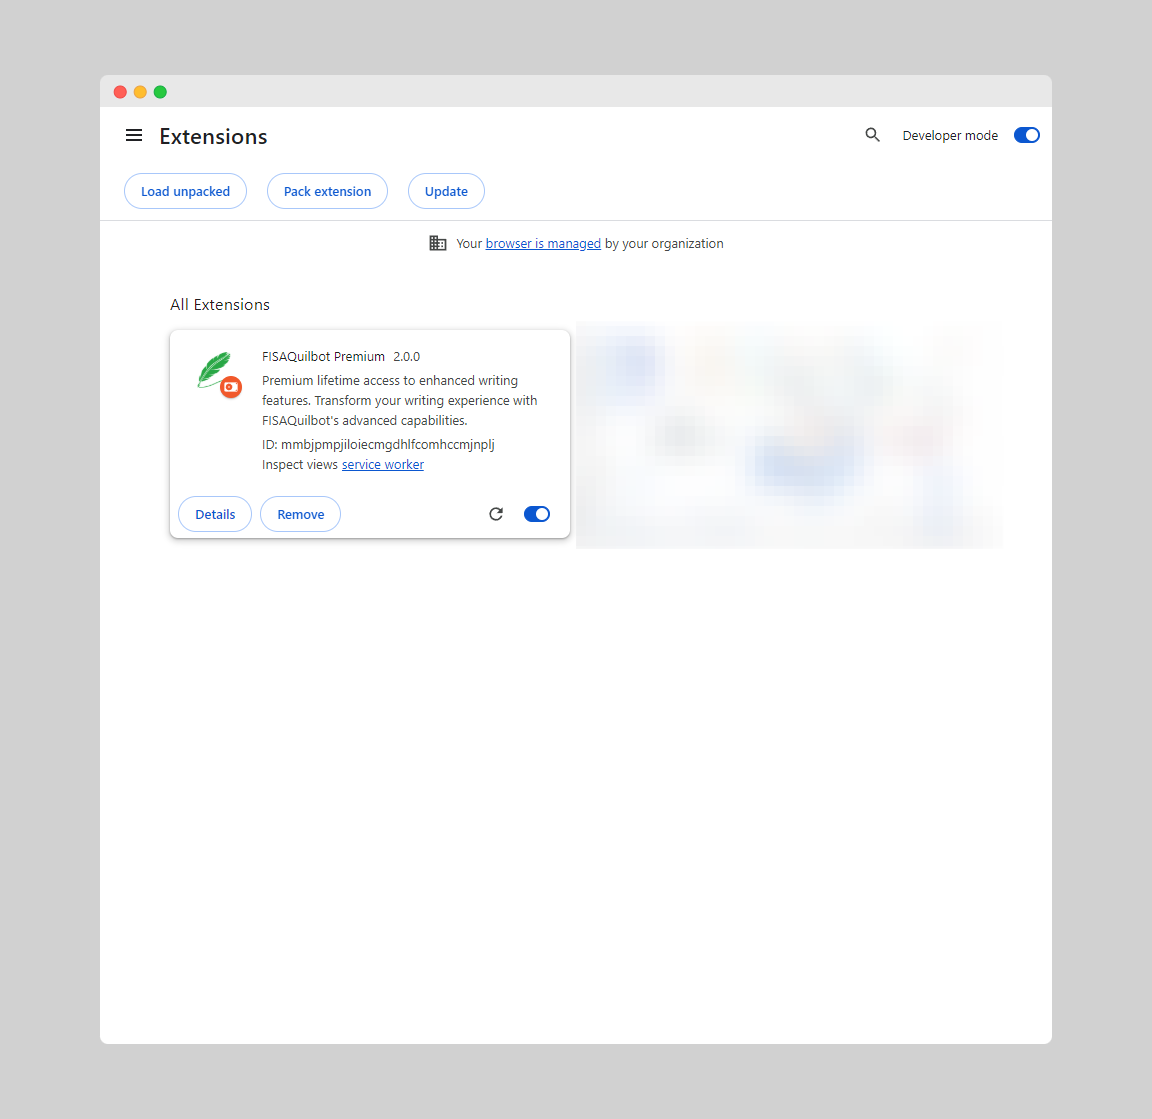 Extensions
Developer mode
Load unpacked
Pack extension
Update
Your browser is managed by your organization
All Extensions
FISAQuilbot Premium 2.0.0
Premium lifetime access to enhanced writing
features. Transform your writing experience with
FISAQuilbot's advanced capabilities.
ID: mmbjpmpjiloiecmgdhlfcomhccmjnplj
Inspect views service worker
Details
Remove